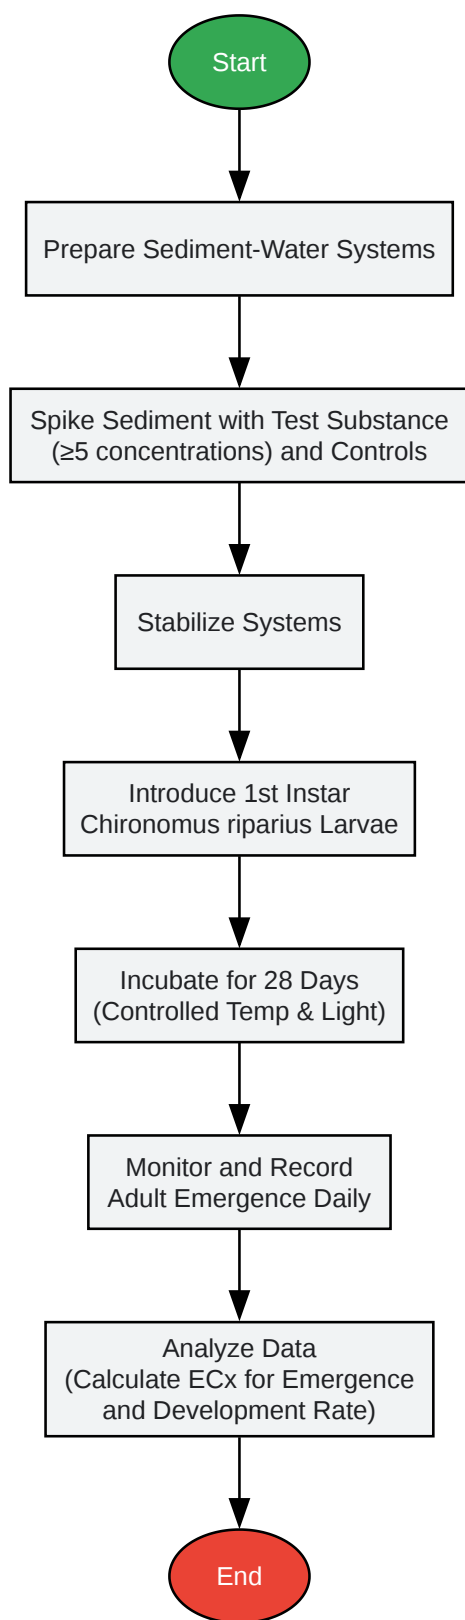 Start
Prepare Sediment-Water Systems
Spike Sediment with Test Substance
(≥5 concentrations) and Controls
Stabilize Systems
Introduce 1st Instar
Chironomus riparius Larvae
Incubate for 28 Days
(Controlled Temp & Light)
Monitor and Record
Adult Emergence Daily
Analyze Data
(Calculate ECx for Emergence
and Development Rate)
End